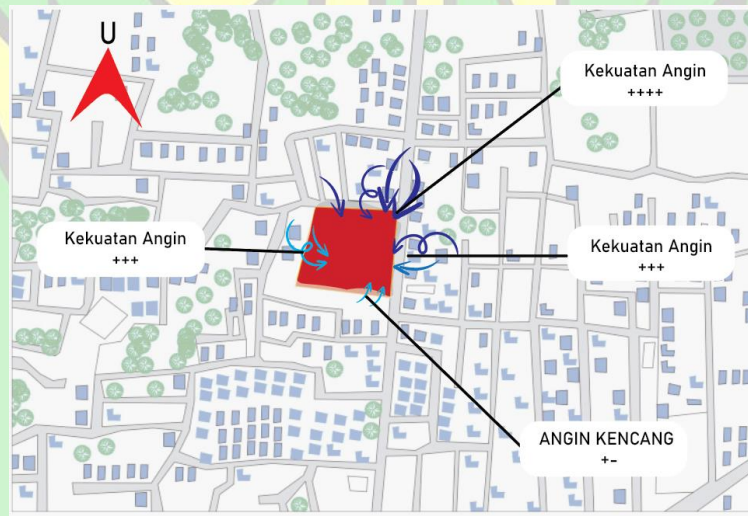 U
Kekuatan Angin
++++
Kekuatan Angin
+++
Kekuatan Angin
+++
ANGIN KENCANG
+-